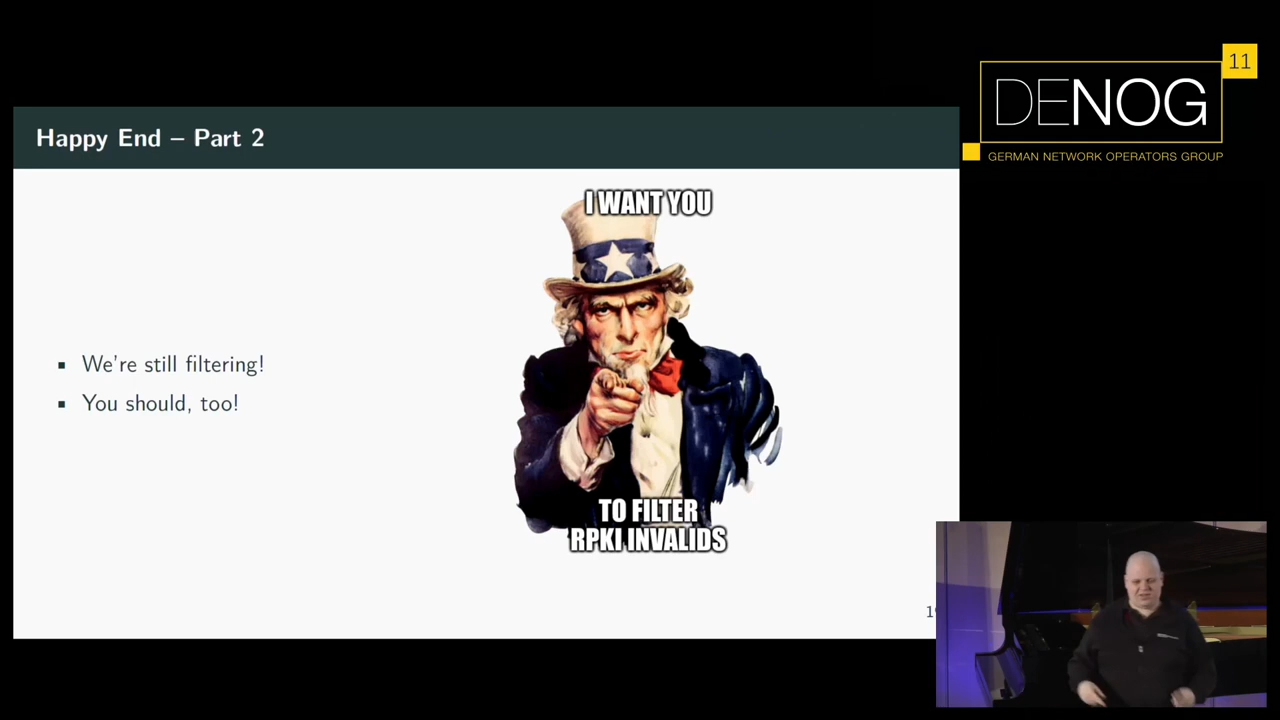 Happy End – Part 2
I WANT YOU
▪ We're still filtering!
▪ You should, too!
TO FILTER
RPKI INVALIDS
11
DENOG
GERMAN NETWORK OPERATORS GROUP